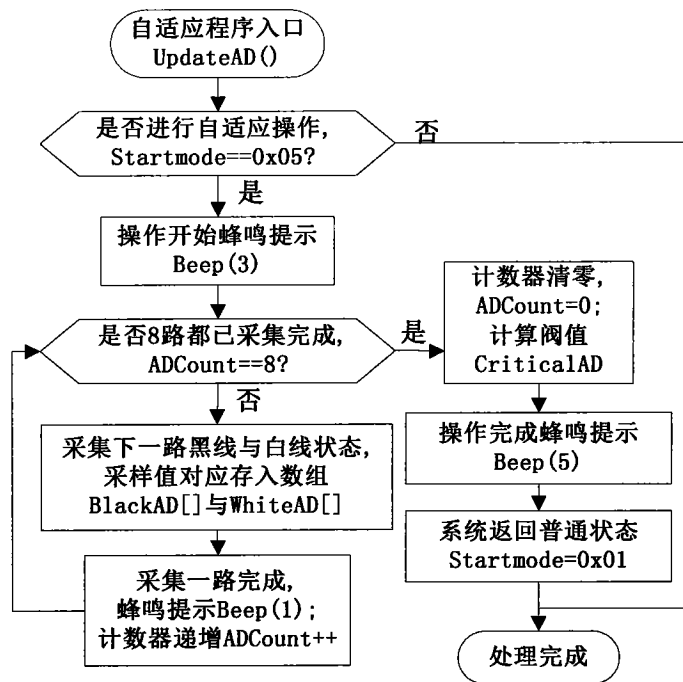 自适应程序入口
UpdateAD()
是否进行自适应操作,
Startmode==0x05?
否
是
操作开始蜂鸣提示
Beep(3)
是否8路都已采集完成,
ADCount==8?
是
否
采集下一路黑线与白线状态,
采样值对应存入数组
BlackAD[]与WhiteAD[]
采集一路完成,
蜂鸣提示Beep(1);
计数器递增ADCount++
计数器清零,
ADCount=0;
计算阀值
CriticalAD
操作完成蜂鸣提示
Beep(5)
系统返回普通状态
Startmode=0x01
处理完成